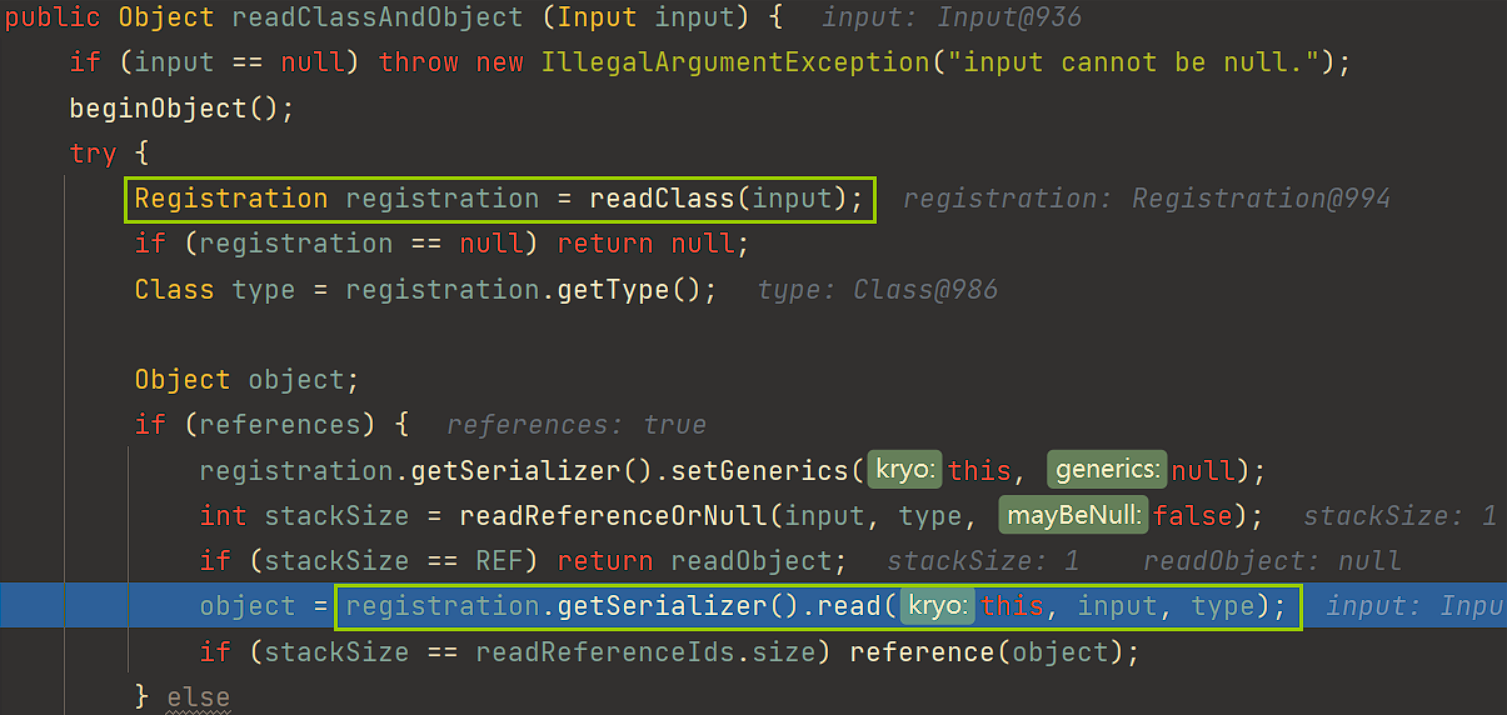 public Object readClassAndObject (Input input) {  input: Input@936
if (input == null) throw new IllegalArgumentException("input cannot be null.");
beginObject();
try {
Registration registration = readClass(input);  registration: Registration@994
if (registration == null) return null;
Class type = registration.getType();  type: Class@986
Object object;
if (references) {  references: true
registration.getSerializer().setGenerics( kryo: this, generics: null);
int stackSize = readReferenceOrNull(input, type, mayBeNull: false);  stackSize: 1
if (stackSize == REF) return readObject;  stackSize: 1  readObject: null
object = registration.getSerializer().read( kryo: this, input, type);  input: Inpu
if (stackSize == readReferenceIds.size) reference(object);
} else